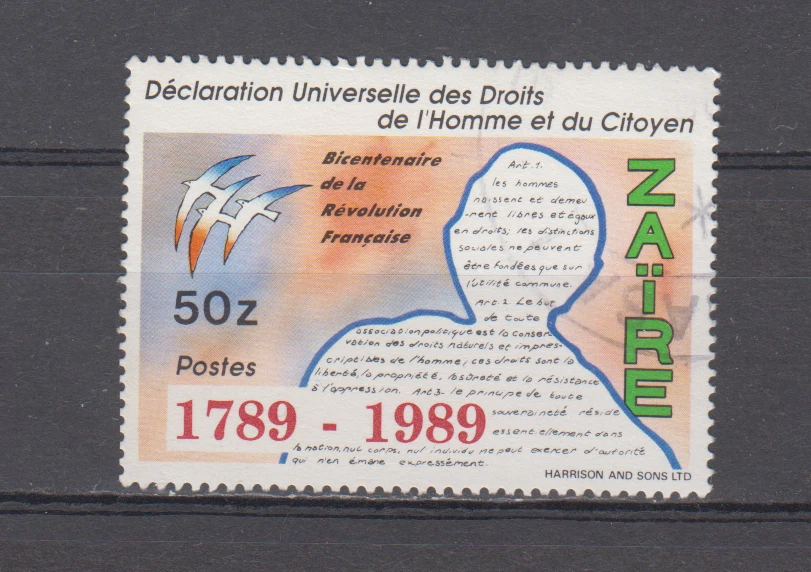 Déclaration Universelle des Droits
de l'Homme et du Citoyen
Bicentenaire
de la
Révolution
Française
50z
Postes
1789 - 1989
ZAÏRE
Art. 1.
les hommes
naissent et demeu
-rent libres et égaux
en droits; les distinctions
sociales ne peuvent
être fondées que sur
l'utilité commune.
Art. 2. Le but
de toute
association politique est la conser
vation des droits naturels et impres-
criptibles de l'homme; ces droits sont la
liberté, la propriété, la sûreté et la résistance
à l'oppression. Art 3- le principe de toute
souveraineté réside
essentiellement dans
la nation, nul corps, nul individu ne peut exercer d'autorité
qui n'en émane expressément.
HARRISON AND SONS LTD